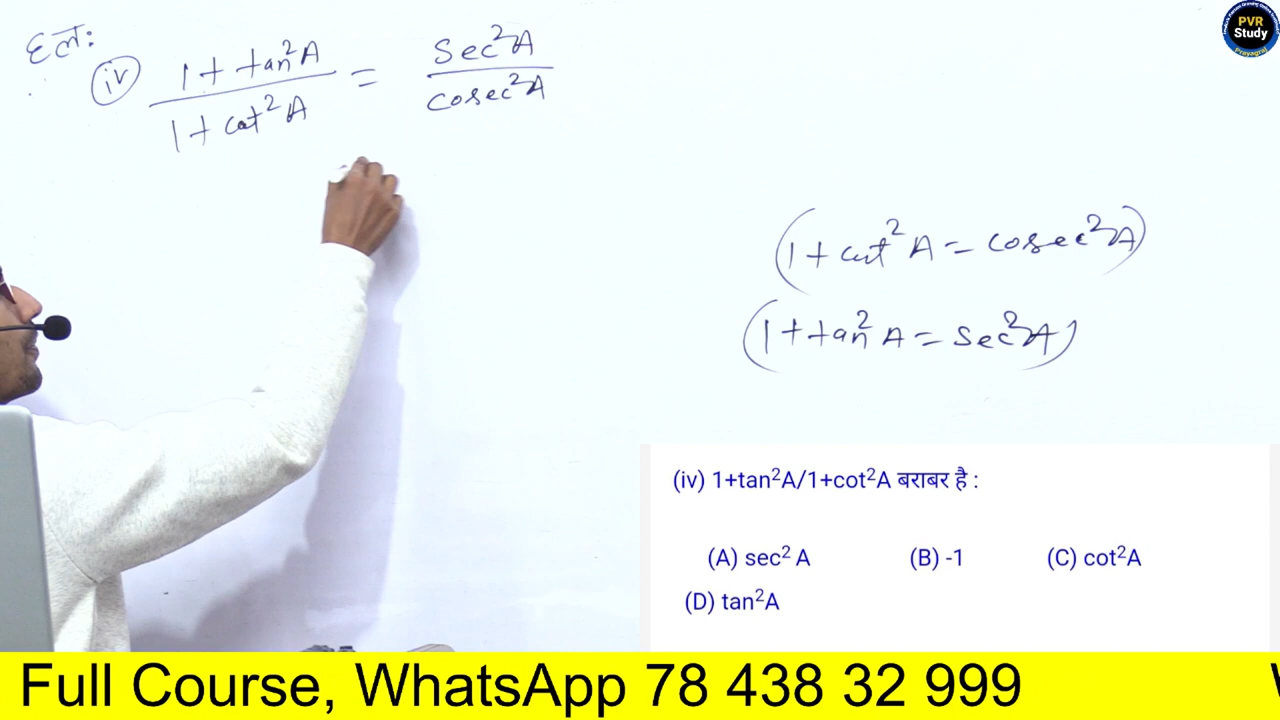 हल:
(iv) 1 + tan²A / 1 + cot²A = sec²A / cosec²A
(1 + cot²A = cosec²A)
(1 + tan²A = sec²A)
(iv) 1+tan²A/1+cot²A बराबर है :
(A) sec² A (B) -1 (C) cot²A
(D) tan²A
Full Course, WhatsApp 78 438 32 999
PVR
Study
Prayagraj